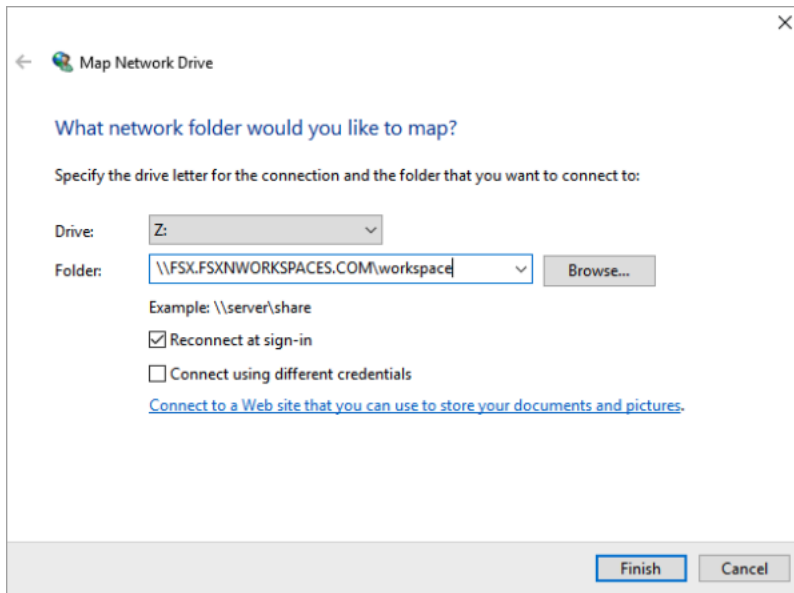 Map Network Drive
What network folder would you like to map?
Specify the drive letter for the connection and the folder that you want to connect to:
Drive: Z:
Folder: \\FSX.FSXNWORKSPACES.COM\workspace Browse...
Example: \\server\share
Reconnect at sign-in
Connect using different credentials
Connect to a Web site that you can use to store your documents and pictures.
Finish Cancel